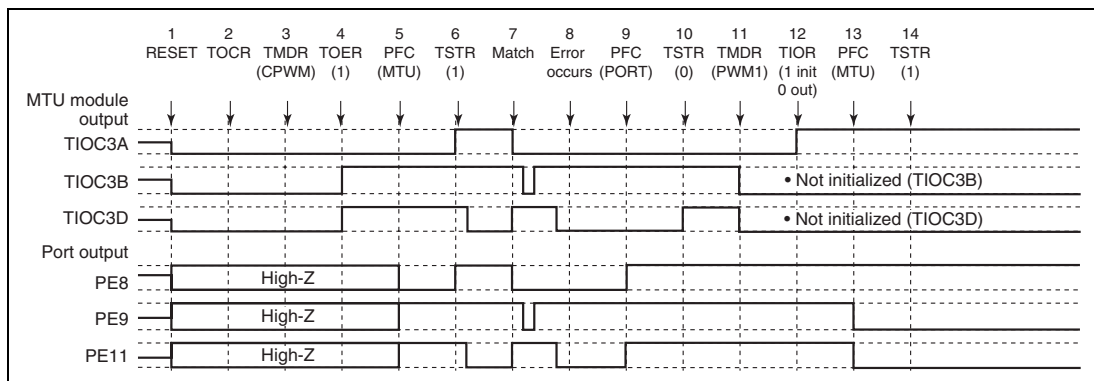 1 2 3 4 5 6 7 8 9 10 11 12 13 14
RESET TOCR TMDR TOER PFC TSTR Match Error PFC TSTR TMDR TIOR PFC TSTR
(CPWM) (1) (MTU) (1) occurs (PORT) (0) (PWM1) (1 init (MTU) (1)
0 out)
MTU module
output
TIOC3A
TIOC3B
• Not initialized (TIOC3B)
TIOC3D
• Not initialized (TIOC3D)
Port output
PE8
High-Z
PE9
High-Z
PE11
High-Z